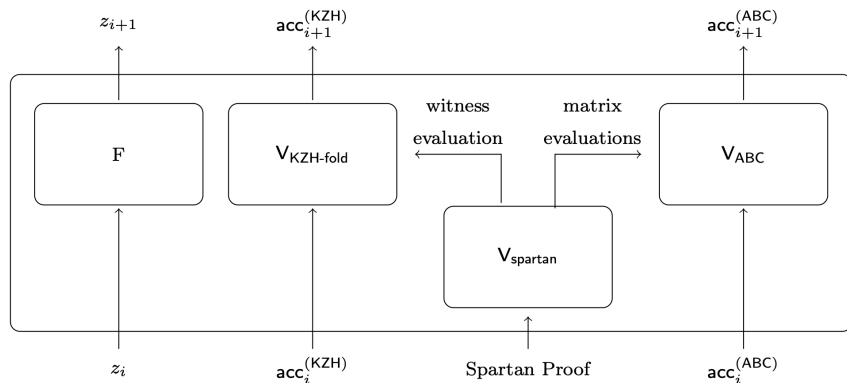 z_{i+1} acc_{i+1}^{(KZH)} acc_{i+1}^{(ABC)}
witness matrix
evaluation evaluations
F V_{KZH-fold} V_{ABC}
V_{spartan}
z_i acc_i^{(KZH)} Spartan Proof acc_i^{(ABC)}